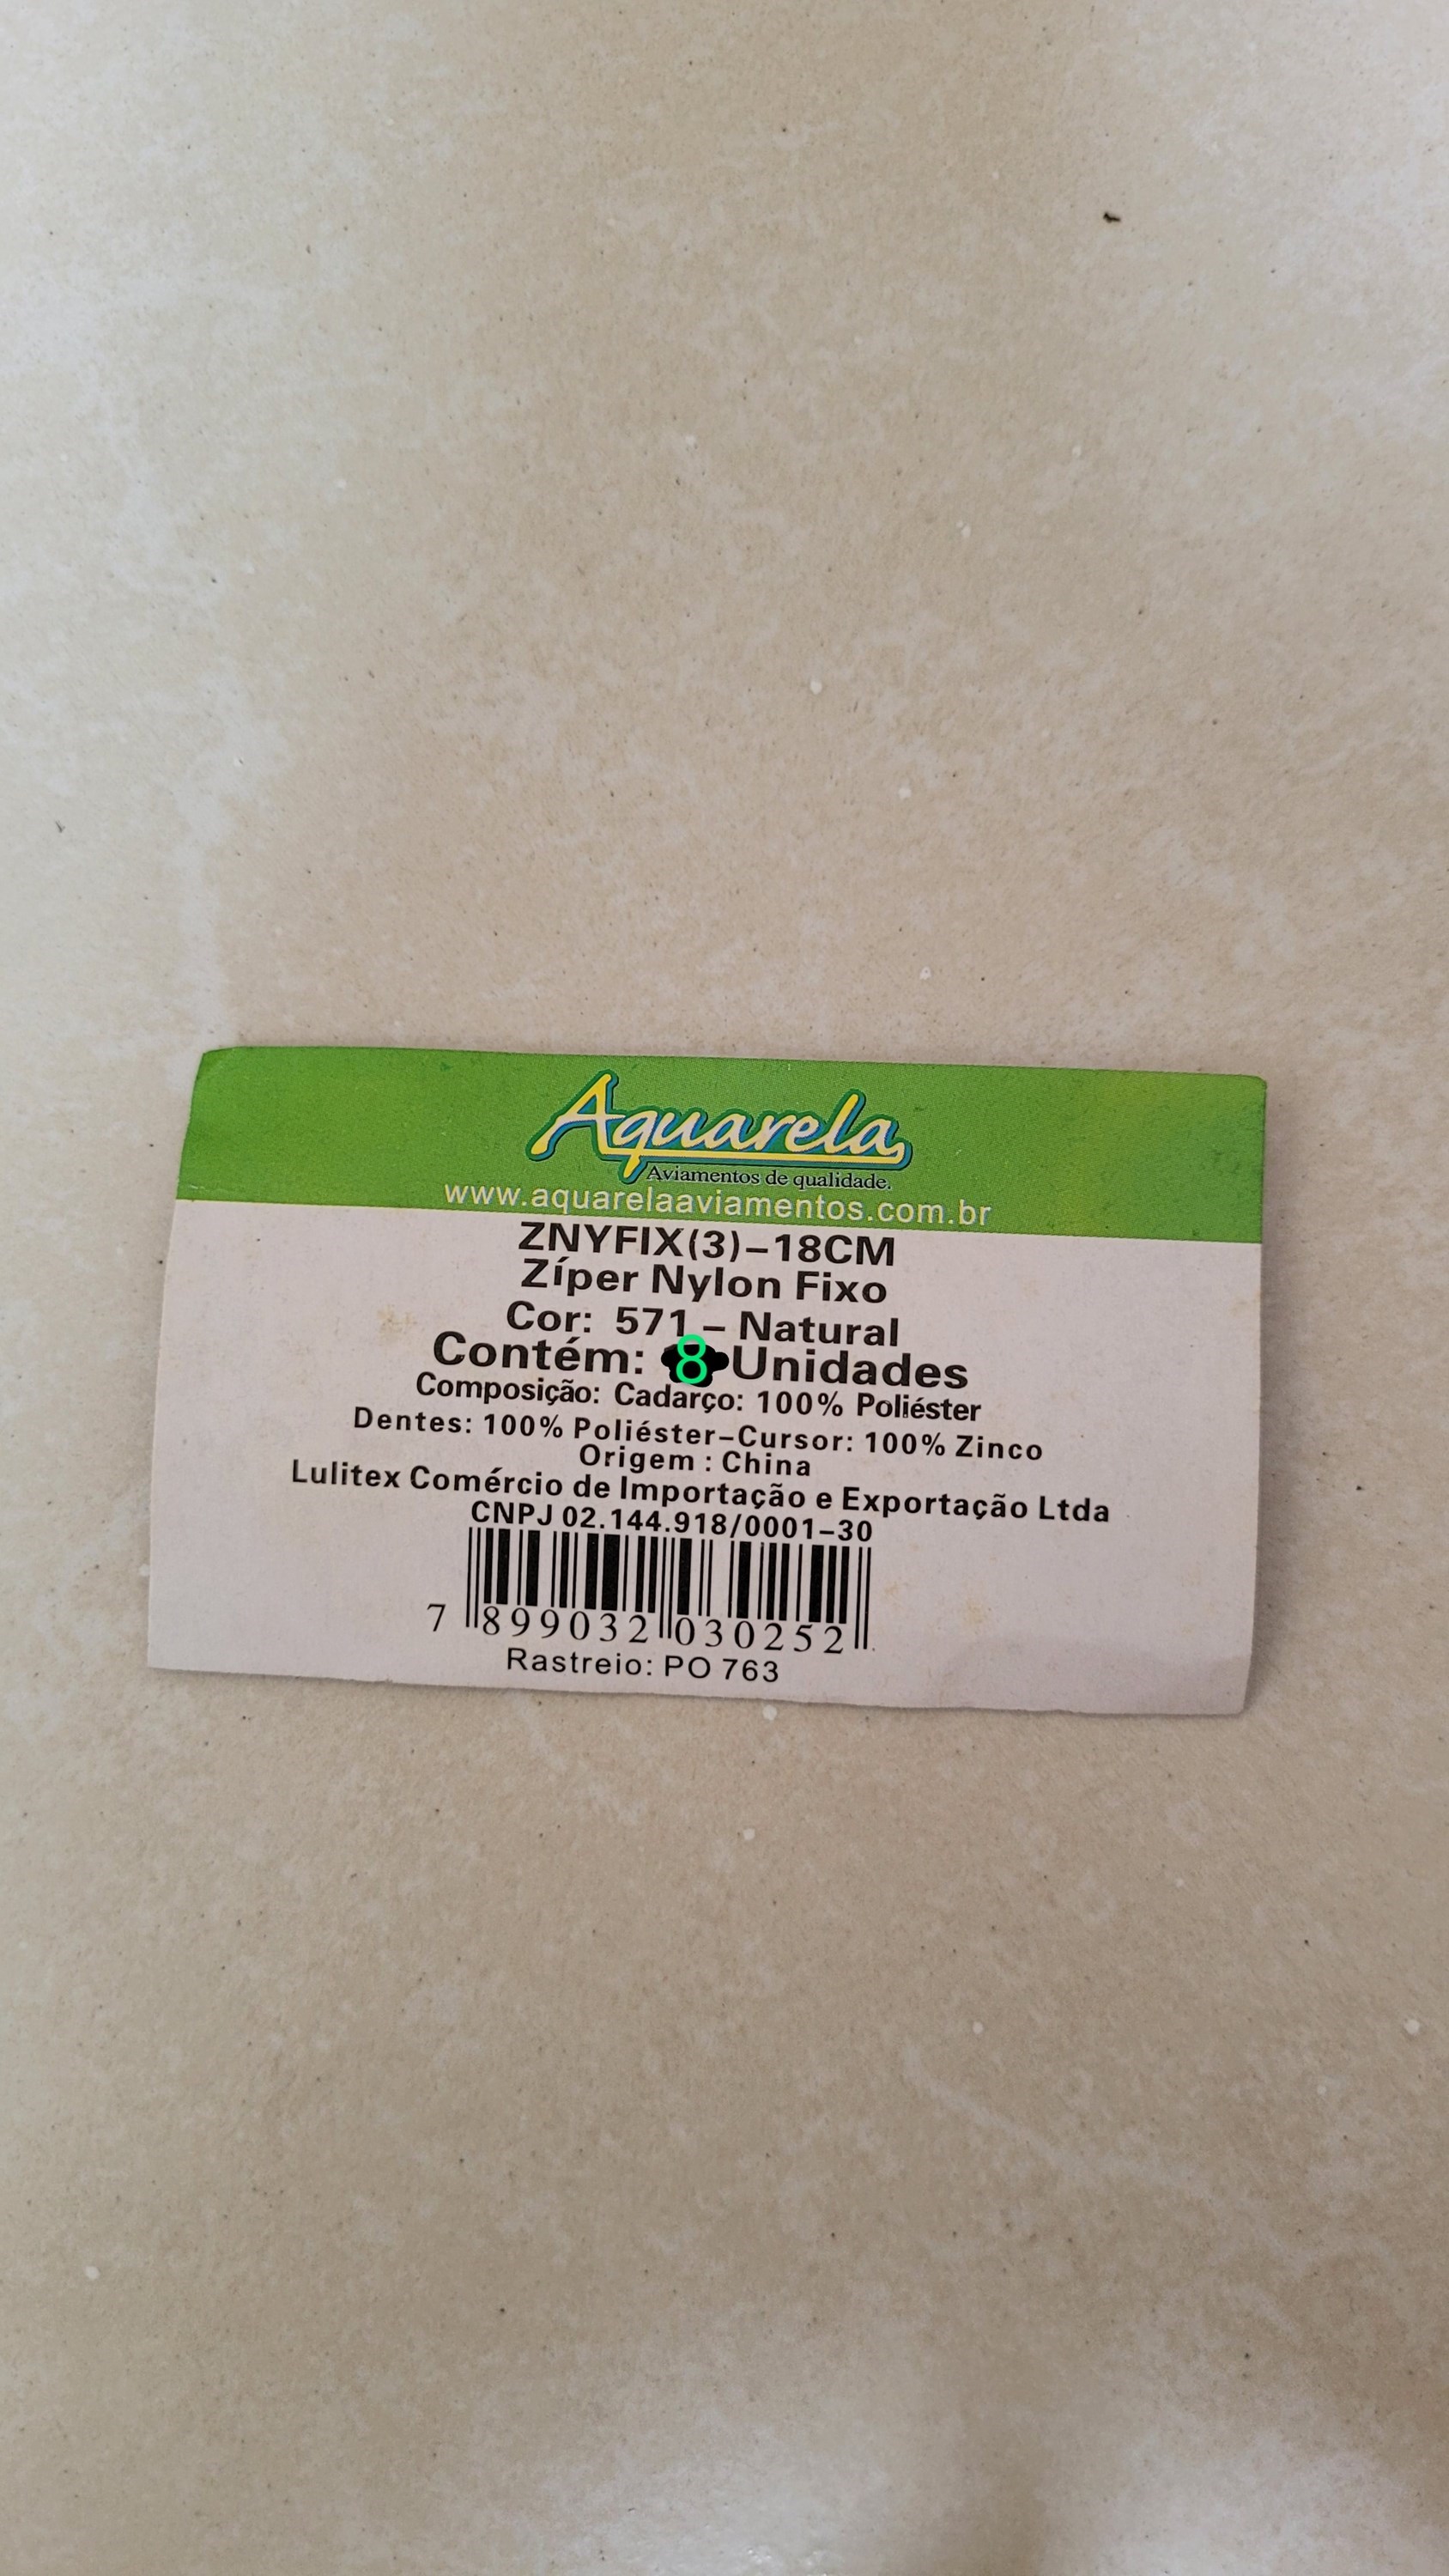 Aquarela
Aviamentos de qualidade.
www.aquarelaaviamentos.com.br
ZNYFIX(3)–18CM
Zíper Nylon Fixo
Cor: 571 – Natural
Contém: 8 Unidades
Composição: Cadarço: 100% Poliéster
Dentes: 100% Poliéster–Cursor: 100% Zinco
Origem : China
Lulitex Comércio de Importação e Exportação Ltda
CNPJ 02.144.918/0001–30
7 899032 030252
Rastreio: PO 763